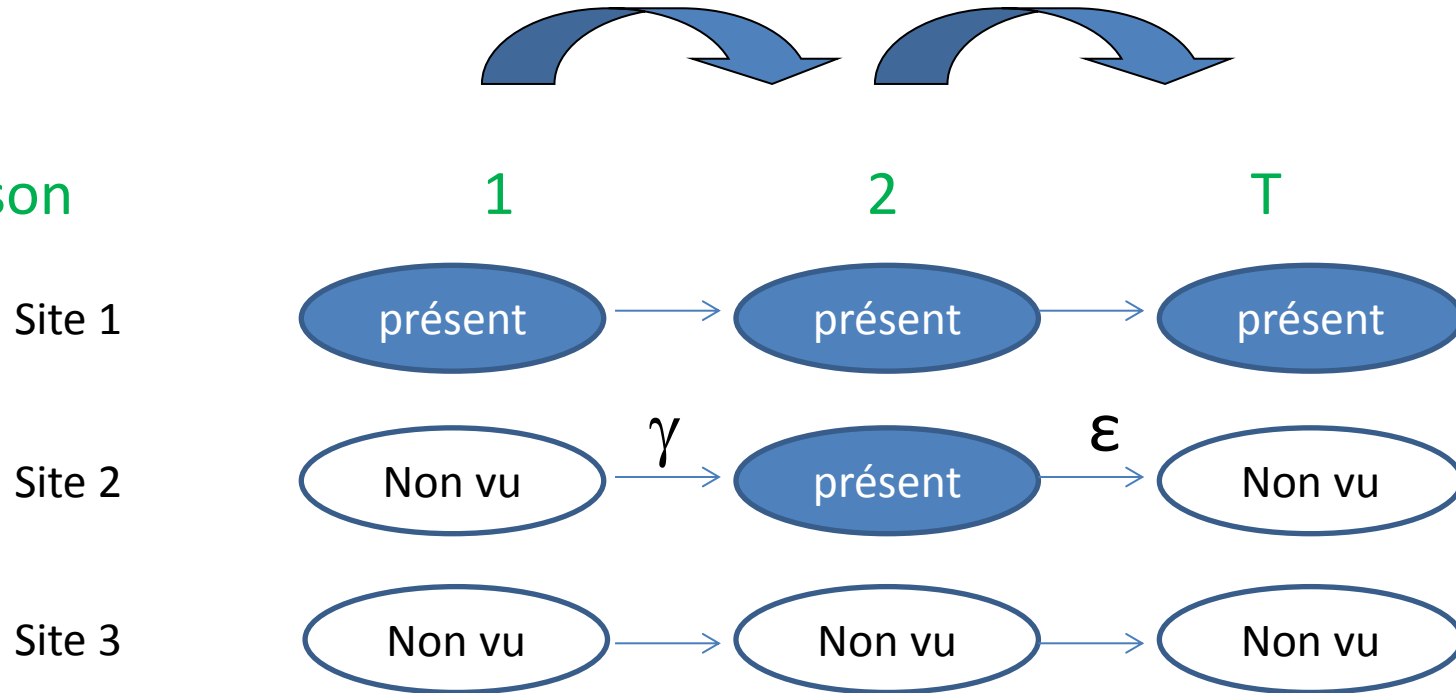 son 1 2 T
Site 1 présent présent présent
γ ε
Site 2 Non vu présent Non vu
Site 3 Non vu Non vu Non vu